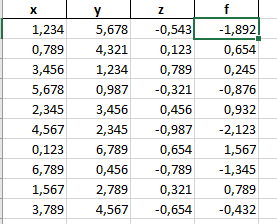 x y z f
1,234 5,678 -0,543 -1,892
0,789 4,321 0,123 0,654
3,456 1,234 0,789 0,245
5,678 0,987 -0,321 -0,876
2,345 3,456 0,456 0,932
4,567 2,345 -0,987 -2,123
0,123 6,789 0,654 1,567
6,789 0,456 -0,789 -1,345
1,567 2,789 0,321 0,789
3,789 4,567 -0,654 -0,432